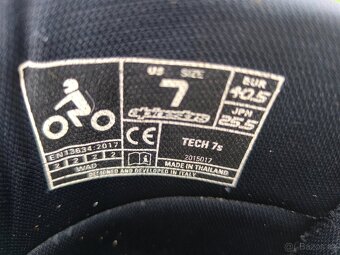 US SIZE
7
alpinestars
EUR
40.5
JPN
25.5
EN13634:2017
2 2 2 2
WAD
CE
TECH 7s
2015017
MADE IN THAILAND
DESIGNED AND DEVELOPED IN ITALY